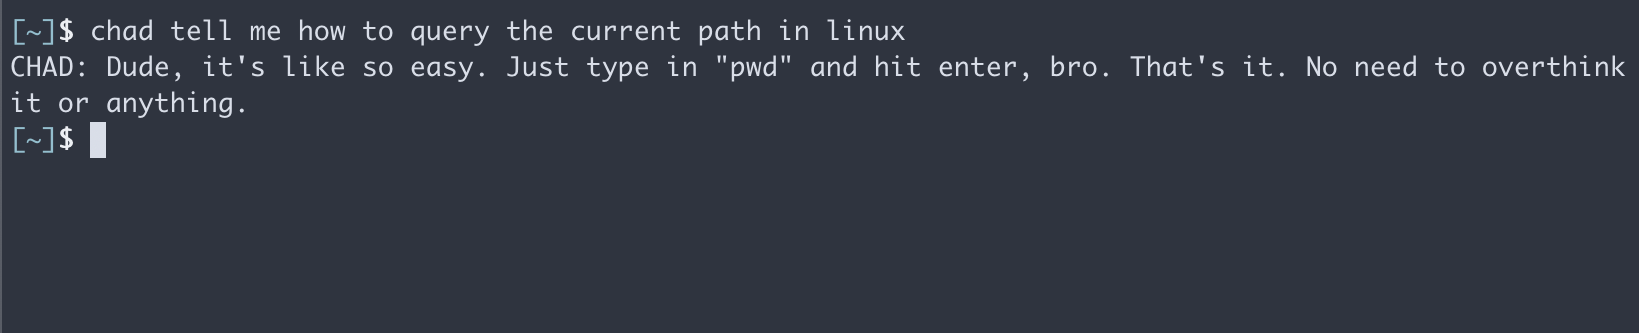 [~]$ chad tell me how to query the current path in linux
CHAD: Dude, it's like so easy. Just type in "pwd" and hit enter, bro. That's it. No need to overthink
it or anything.
[~]$